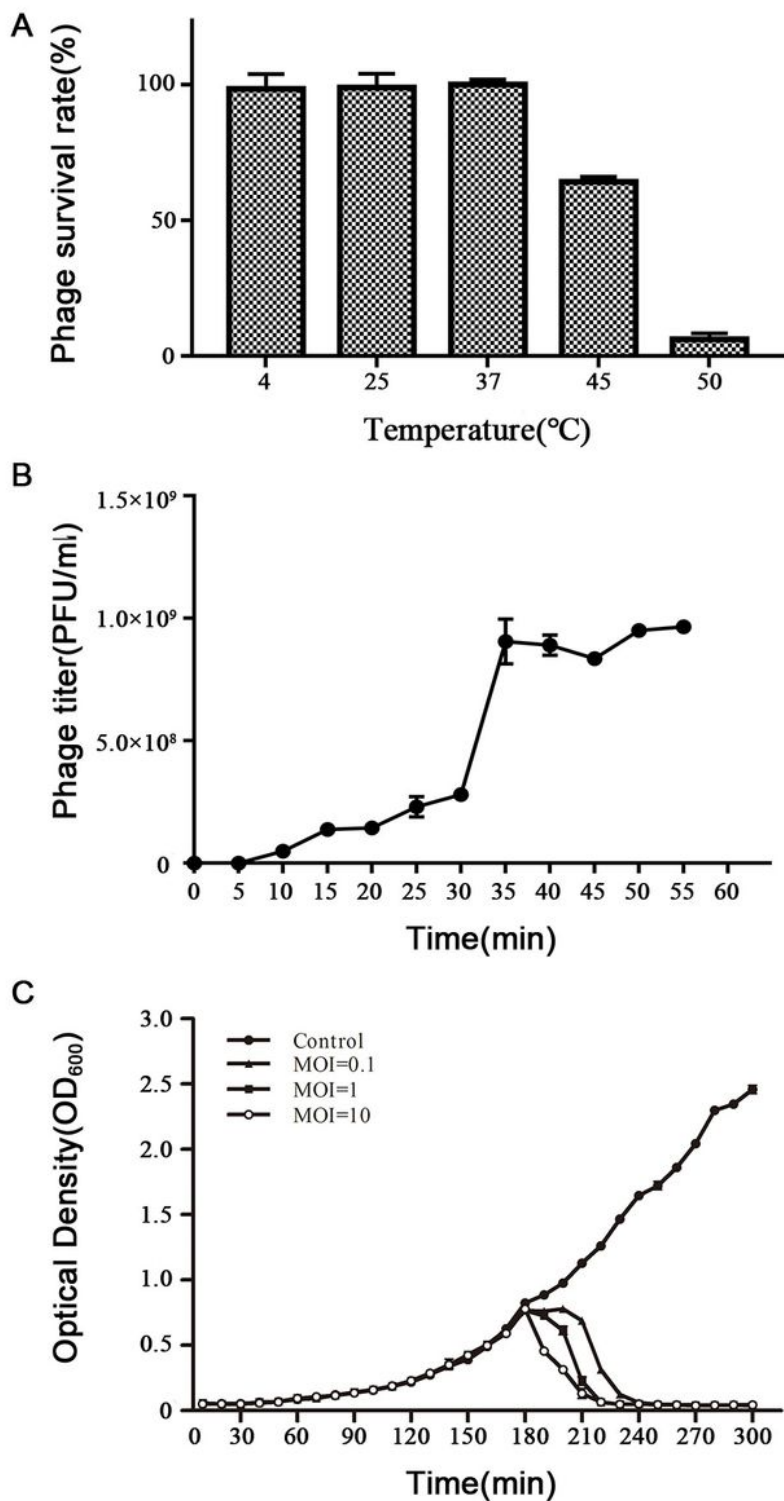 A
Phage survival rate(%)
100
50
0
4 25 37 45 50
Temperature(°C)
B
Phage titer(PFU/ml)
1.5×10⁹
1.0×10⁹
5.0×10⁸
0
0 5 10 15 20 25 30 35 40 45 50 55 60
Time(min)
C
Optical Density(OD₆₀₀)
3.0
2.5
2.0
1.5
1.0
0.5
0
Control
MOI=0.1
MOI=1
MOI=10
0 30 60 90 120 150 180 210 240 270 300
Time(min)